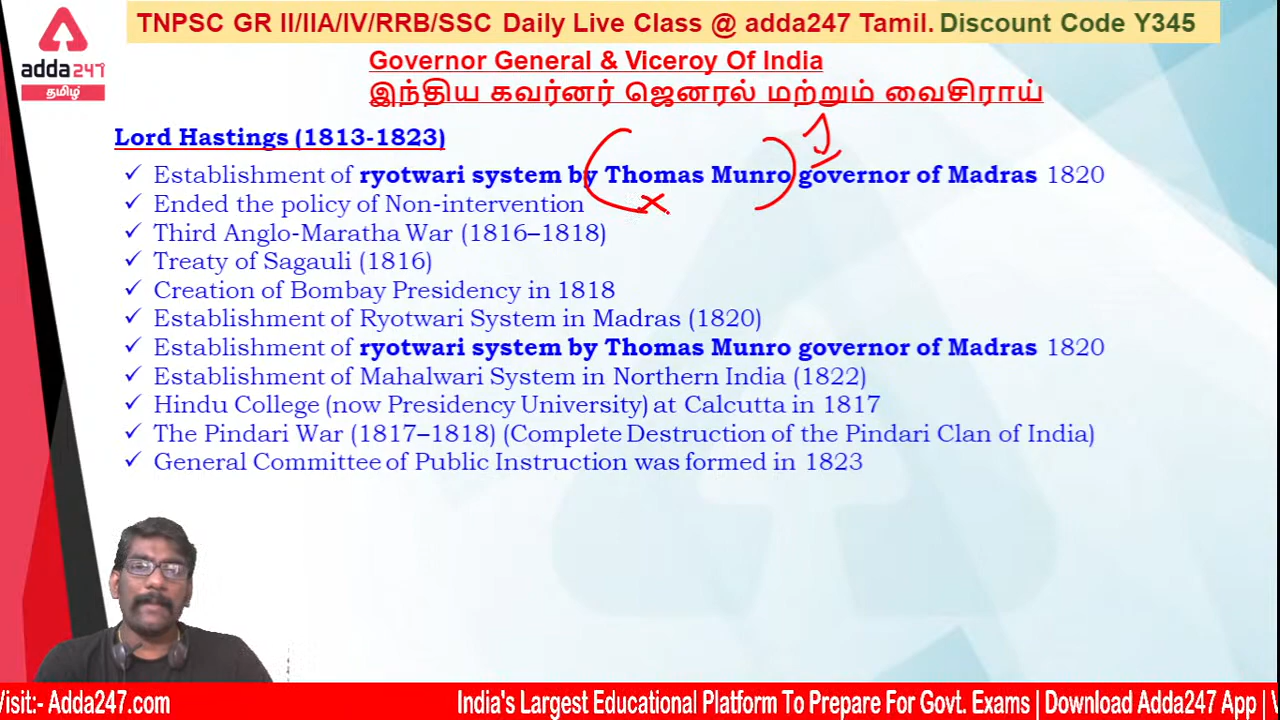 TNPSC GR II/IIA/IV/RRB/SSC Daily Live Class @ adda247 Tamil. Discount Code Y345
adda247
தமிழ்
Governor General & Viceroy Of India
இந்திய கவர்னர் ஜெனரல் மற்றும் வைசிராய்
Lord Hastings (1813-1823)
✓ Establishment of ryotwari system by Thomas Munro governor of Madras 1820
✓ Ended the policy of Non-intervention
✓ Third Anglo-Maratha War (1816–1818)
✓ Treaty of Sagauli (1816)
✓ Creation of Bombay Presidency in 1818
✓ Establishment of Ryotwari System in Madras (1820)
✓ Establishment of ryotwari system by Thomas Munro governor of Madras 1820
✓ Establishment of Mahalwari System in Northern India (1822)
✓ Hindu College (now Presidency University) at Calcutta in 1817
✓ The Pindari War (1817–1818) (Complete Destruction of the Pindari Clan of India)
✓ General Committee of Public Instruction was formed in 1823
Visit:- Adda247.com India's Largest Educational Platform To Prepare For Govt. Exams | Download Adda247 App |